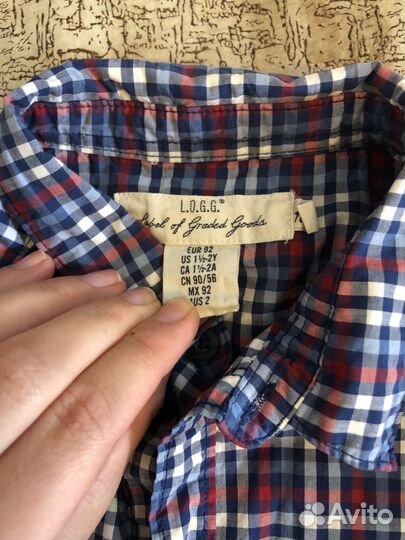 L.O.G.G.
Label of Graded Goods
EUR 92
US 1½-2Y
CA 1½-2A
CN 90/56
MX 92
AUS 2
Avito